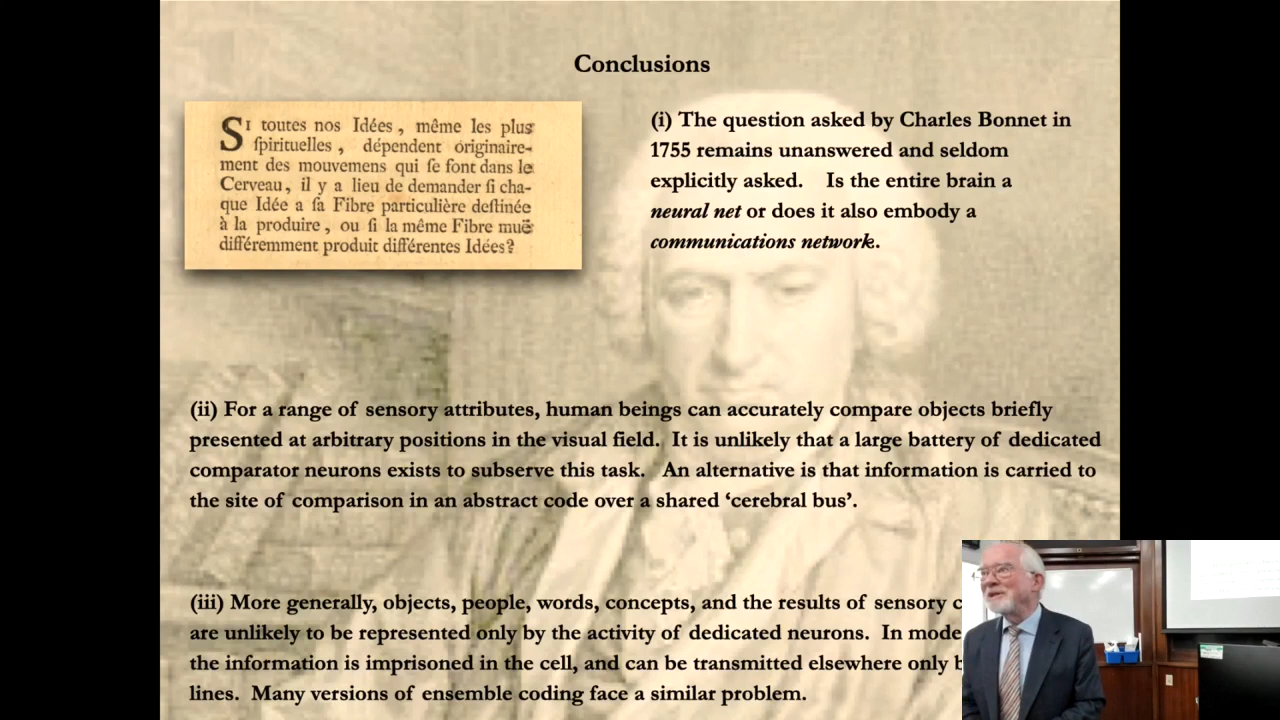 Conclusions
SI toutes nos Idées, même les plus
ſpirituelles, dépendent originaire-
ment des mouvemens qui ſe font dans le
Cerveau, il y a lieu de demander ſi cha-
que Idée a ſa Fibre particulière deſtinée
à la produire, ou ſi la même Fibre muë
différemment produit différentes Idées?
(i) The question asked by Charles Bonnet in
1755 remains unanswered and seldom
explicitly asked. Is the entire brain a
neural net or does it also embody a
communications network.
(ii) For a range of sensory attributes, human beings can accurately compare objects briefly
presented at arbitrary positions in the visual field. It is unlikely that a large battery of dedicated
comparator neurons exists to subserve this task. An alternative is that information is carried to
the site of comparison in an abstract code over a shared ‘cerebral bus’.
(iii) More generally, objects, people, words, concepts, and the results of sensory
are unlikely to be represented only by the activity of dedicated neurons. In
the information is imprisoned in the cell, and can be transmitted elsewhere only
lines. Many versions of ensemble coding face a similar problem.